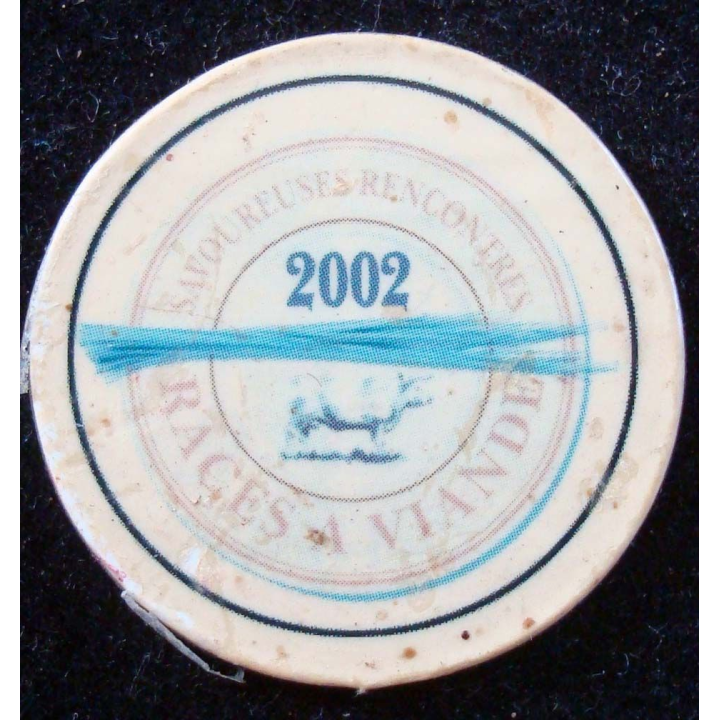 SAVOUREUSES RENCONTRES
2002
RACES A VIANDE